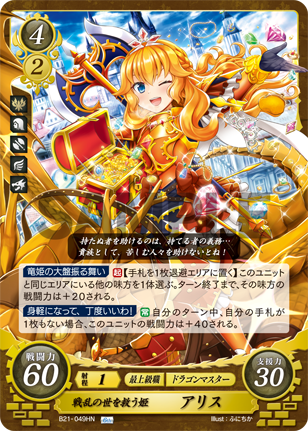 4
2
持たぬ者を助けるのは、持てる者の義務…
貴族として、苦しむ人々を助けないとね!
竜姫の大盤振る舞い 起【手札を1枚退避エリアに置く】このユニット
と同じエリアにいる他の味方を1体選ぶ。ターン終了まで、その味方の
戦闘力は+20される。
身軽になって、丁度いいわ! 常 自分のターン中、自分の手札が
1枚もない場合、このユニットの戦闘力は+40される。
戦闘力
60
射程 1 最上級職 ドラゴンマスター
支援力
30
戦乱の世を救う姫 アリス
B21-049HN
Illust:ふにちか